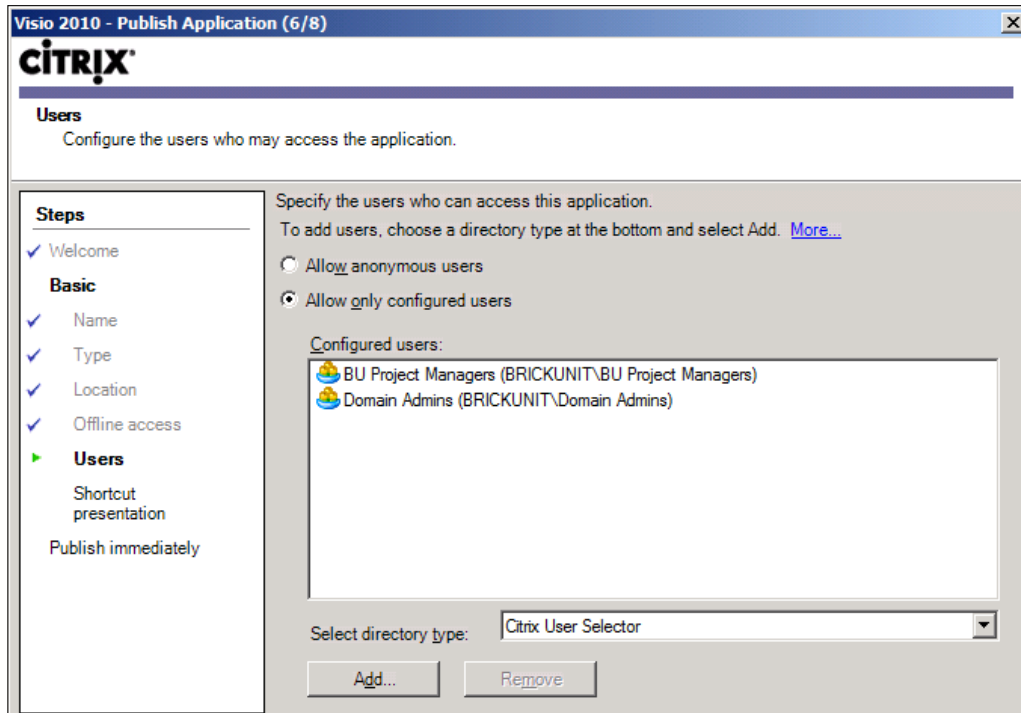 Visio 2010 - Publish Application (6/8)
CITRIX
Users
Configure the users who may access the application.
Steps
Welcome
Basic
Name
Type
Location
Offline access
Users
Shortcut
presentation
Publish immediately
Specify the users who can access this application.
To add users, choose a directory type at the bottom and select Add. More...
Allow anonymous users
Allow only configured users
Configured users:
BU Project Managers (BRICKUNIT\BU Project Managers)
Domain Admins (BRICKUNIT\Domain Admins)
Select directory type:
Citrix User Selector
Add...
Remove